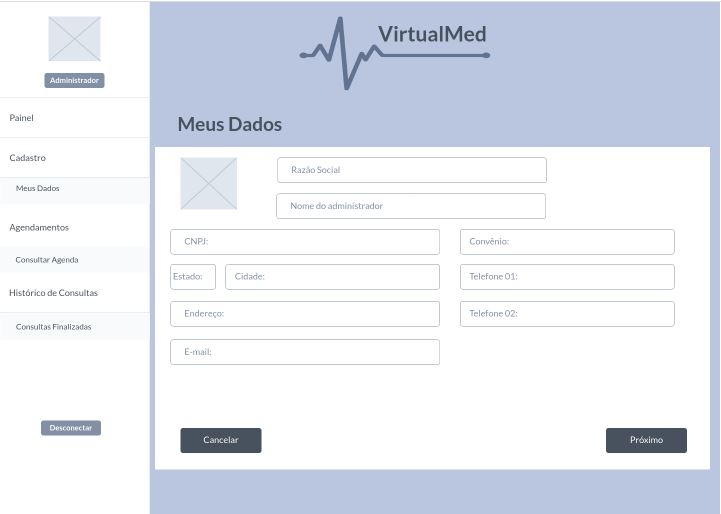 VirtualMed
Administrador
Painel
Cadastro
Meus Dados
Agendamentos
Consultar Agenda
Histórico de Consultas
Consultas Finalizadas
Desconectar
Meus Dados
Razão Social
Nome do administrador
CNPJ:
Convênio:
Estado:
Cidade:
Telefone 01:
Endereço:
Telefone 02:
E-mail:
Cancelar
Próximo